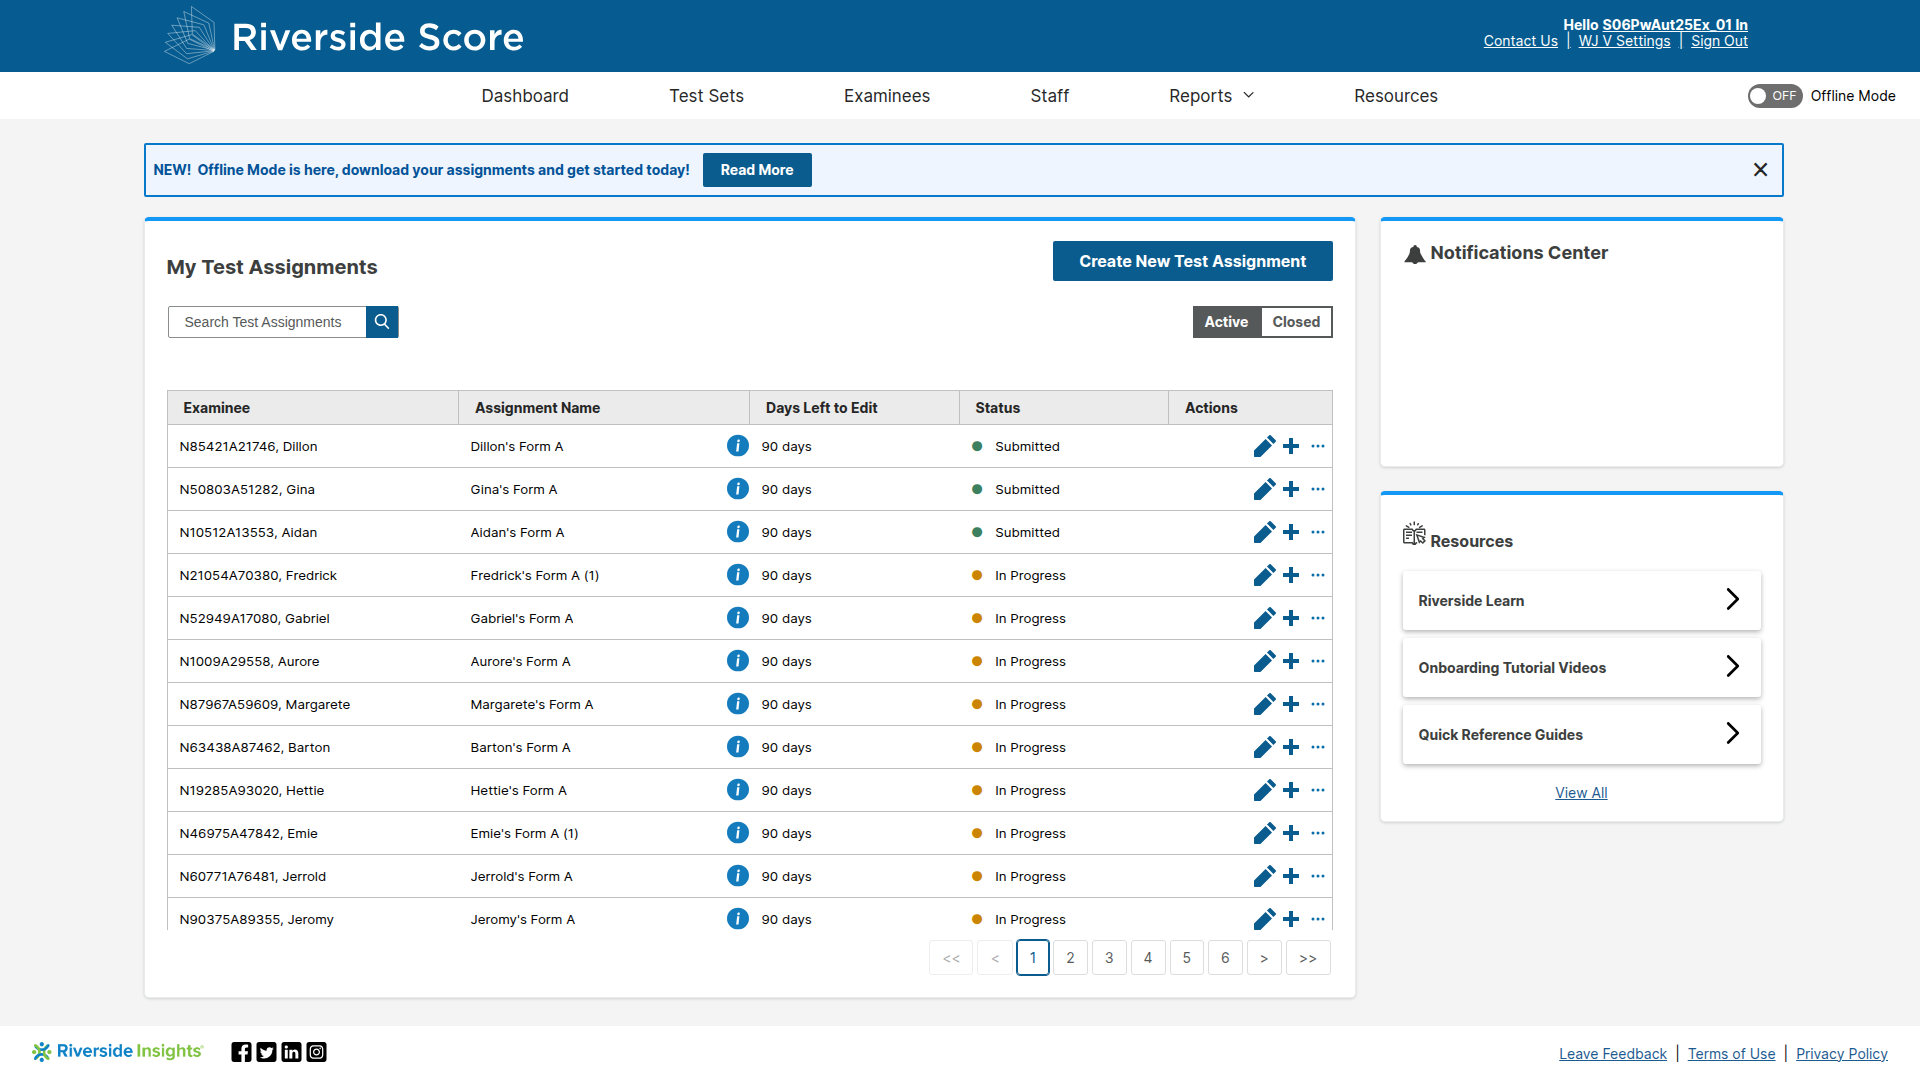 Riverside Score
Hello S06PwAut25Ex_01 In
Contact Us | WJ V Settings | Sign Out
Dashboard Test Sets Examinees Staff Reports Resources OFF Offline Mode
NEW! Offline Mode is here, download your assignments and get started today! Read More
My Test Assignments
Create New Test Assignment
Search Test Assignments
Active Closed
Examinee Assignment Name Days Left to Edit Status Actions
N85421A21746, Dillon Dillon's Form A i 90 days Submitted
N50803A51282, Gina Gina's Form A i 90 days Submitted
N10512A13553, Aidan Aidan's Form A i 90 days Submitted
N21054A70380, Fredrick Fredrick's Form A (1) i 90 days In Progress
N52949A17080, Gabriel Gabriel's Form A i 90 days In Progress
N1009A29558, Aurore Aurore's Form A i 90 days In Progress
N87967A59609, Margarete Margarete's Form A i 90 days In Progress
N63438A87462, Barton Barton's Form A i 90 days In Progress
N19285A93020, Hettie Hettie's Form A i 90 days In Progress
N46975A47842, Emie Emie's Form A (1) i 90 days In Progress
N60771A76481, Jerrold Jerrold's Form A i 90 days In Progress
N90375A89355, Jeromy Jeromy's Form A i 90 days In Progress
<< < 1 2 3 4 5 6 > >>
Notifications Center
Resources
Riverside Learn
Onboarding Tutorial Videos
Quick Reference Guides
View All
Riverside Insights
Leave Feedback | Terms of Use | Privacy Policy